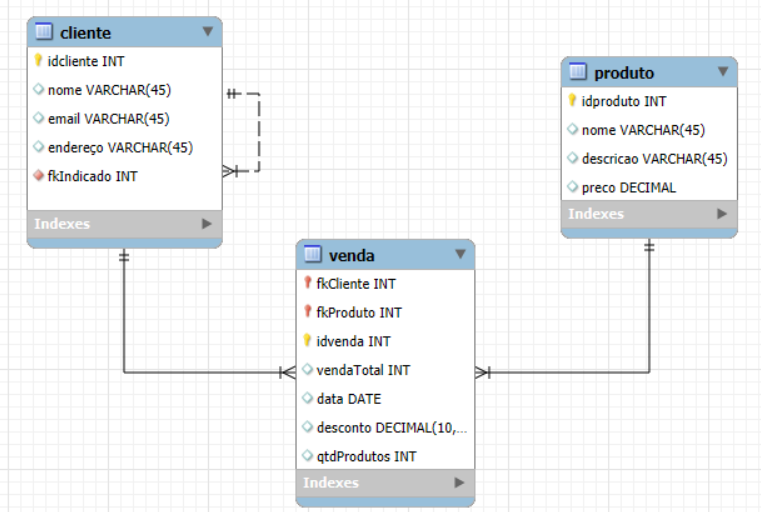 cliente
idcliente INT
nome VARCHAR(45)
email VARCHAR(45)
endereço VARCHAR(45)
fkIndicado INT
Indexes
produto
idproduto INT
nome VARCHAR(45)
descricao VARCHAR(45)
preco DECIMAL
Indexes
venda
fkCliente INT
fkProduto INT
idvenda INT
vendaTotal INT
data DATE
desconto DECIMAL(10,...
qtdProdutos INT
Indexes